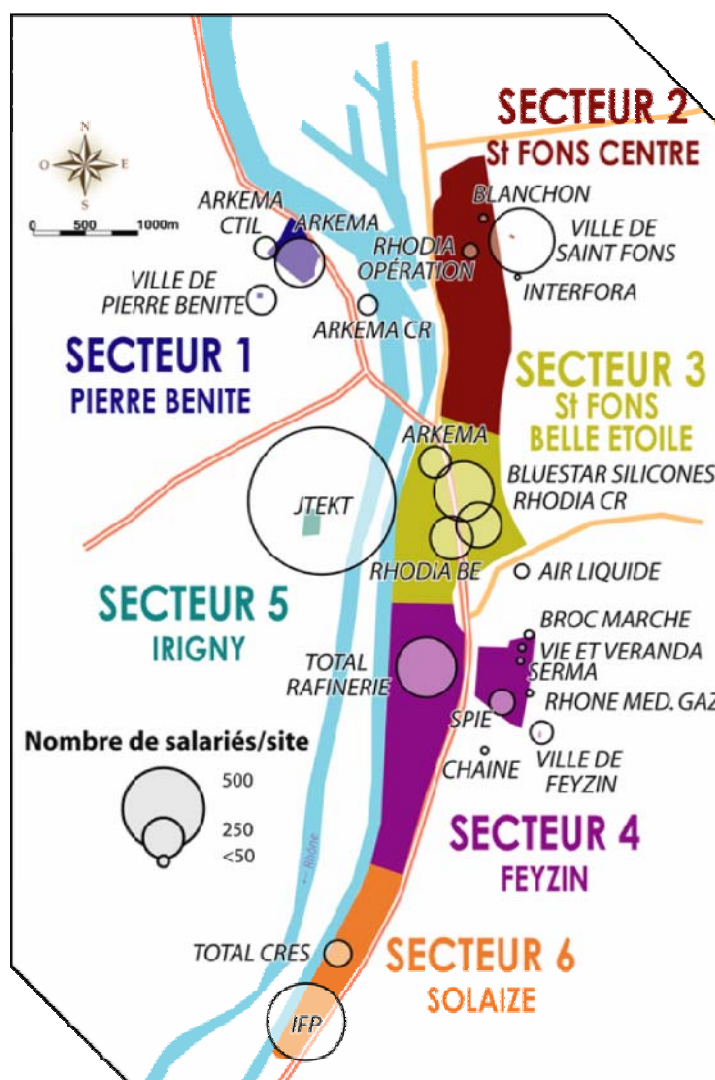 SECTEUR 2
St FONS CENTRE
N
O
E
S
0 500 1000m
ARKEMA
CTIL
ARKEMA
BLANCHON
VILLE DE
SAINT FONS
RHODIA
OPÉRATION
VILLE DE
PIERRE BENITE
INTERFORA
ARKEMA CR
SECTEUR 1
PIERRE BENITE
SECTEUR 3
St FONS
BELLE ETOILE
ARKEMA
BLUESTAR SILICONES
RHODIA CR
JTEKT
RHODIA BE
AIR LIQUIDE
SECTEUR 5
IRIGNY
BROC MARCHE
VIE ET VERANDA
SERMA
TOTAL
RAFINERIE
RHONE MED. GAZ
SPIE
VILLE DE
FEYZIN
CHAINE
Nombre de salariés/site
500
250
<50
SECTEUR 4
FEYZIN
← Rhône
TOTAL CRES
SECTEUR 6
SOLAIZE
IFP